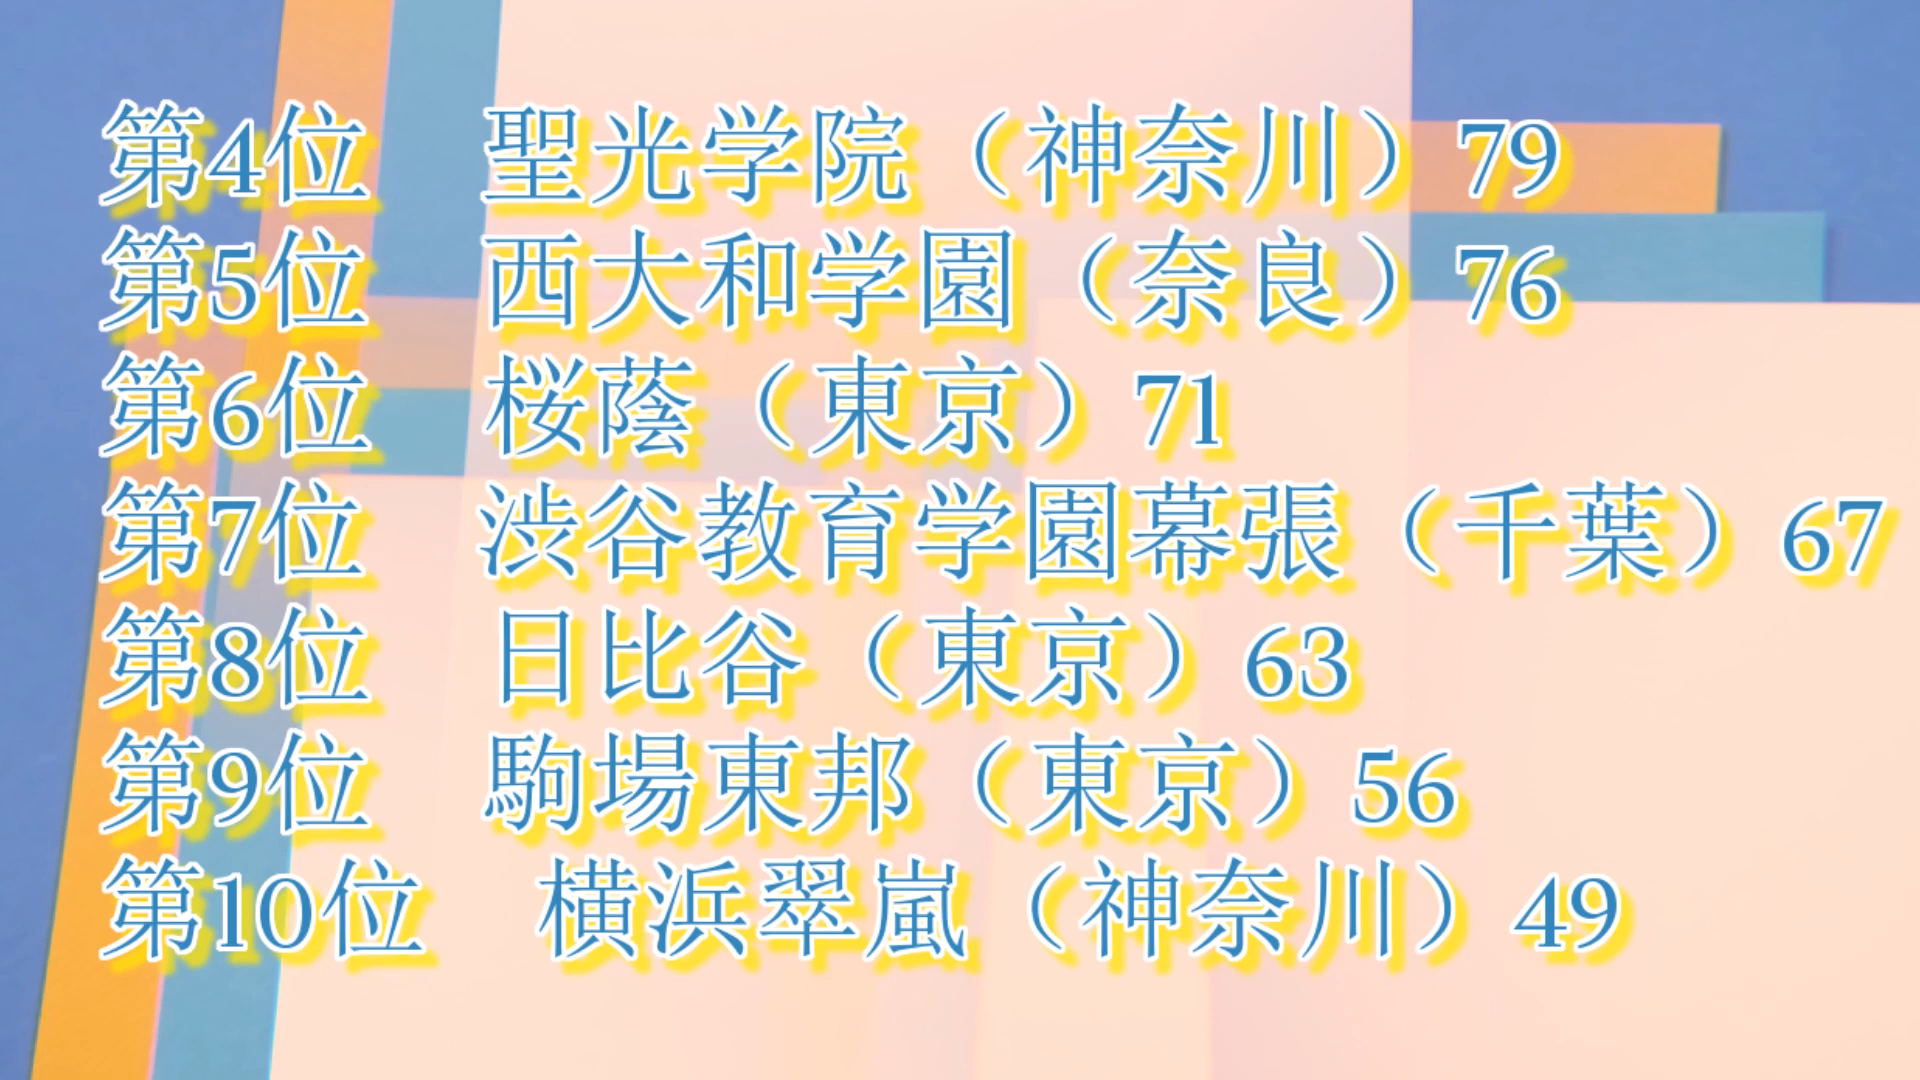 第4位　聖光学院（神奈川）79
第5位　西大和学園（奈良）76
第6位　桜蔭（東京）71
第7位　渋谷教育学園幕張（千葉）67
第8位　日比谷（東京）63
第9位　駒場東邦（東京）56
第10位　横浜翠嵐（神奈川）49